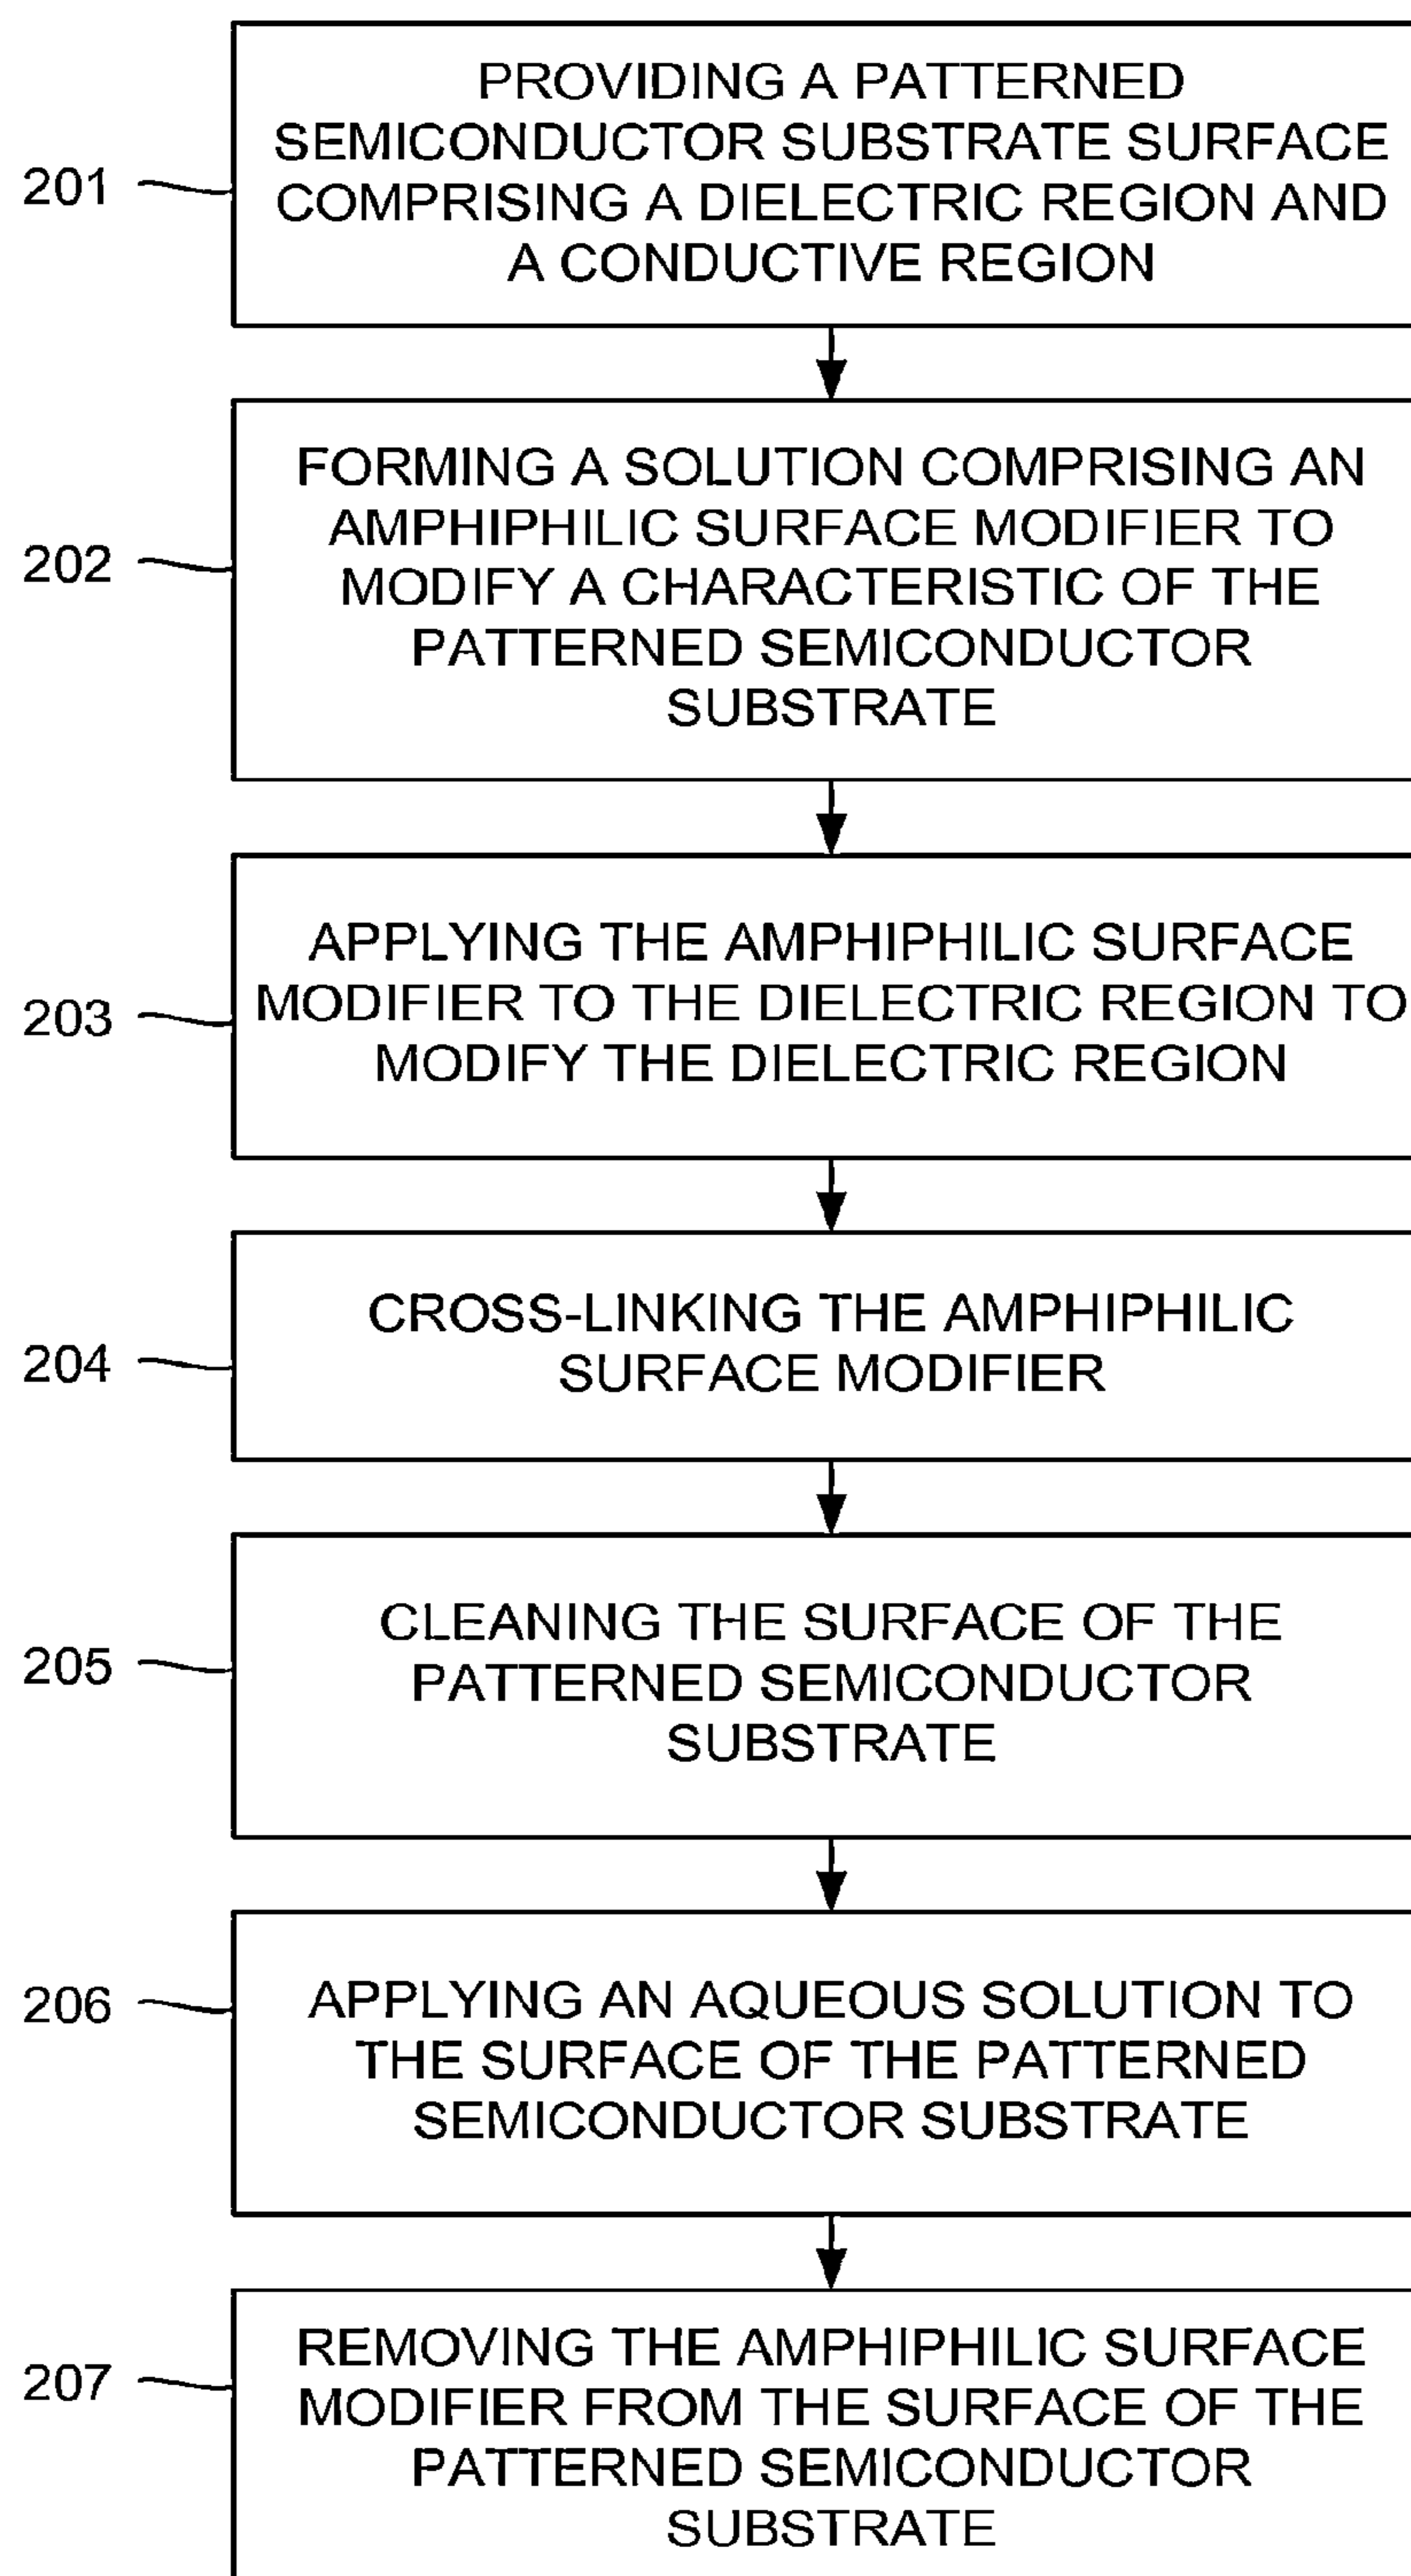 PROVIDING A PATTERNED
SEMICONDUCTOR SUBSTRATE SURFACE
201
COMPRISING A DIELECTRIC REGION AND
A CONDUCTIVE REGION
FORMING A SOLUTION COMPRISING AN
AMPHIPHILIC SURFACE MODIFIER TO
202
MODIFY A CHARACTERISTIC OF THE
PATTERNED SEMICONDUCTOR
SUBSTRATE
APPLYING THE AMPHIPHILIC SURFACE
203
MODIFIER TO THE DIELECTRIC REGION TO
MODIFY THE DIELECTRIC REGION
204
CROSS-LINKING THE AMPHIPHILIC
SURFACE MODIFIER
205
CLEANING THE SURFACE OF THE
PATTERNED SEMICONDUCTOR
SUBSTRATE
206
APPLYING AN AQUEOUS SOLUTION TO
THE SURFACE OF THE PATTERNED
SEMICONDUCTOR SUBSTRATE
207
REMOVING THE AMPHIPHILIC SURFACE
MODIFIER FROM THE SURFACE OF THE
PATTERNED SEMICONDUCTOR
SUBSTRATE